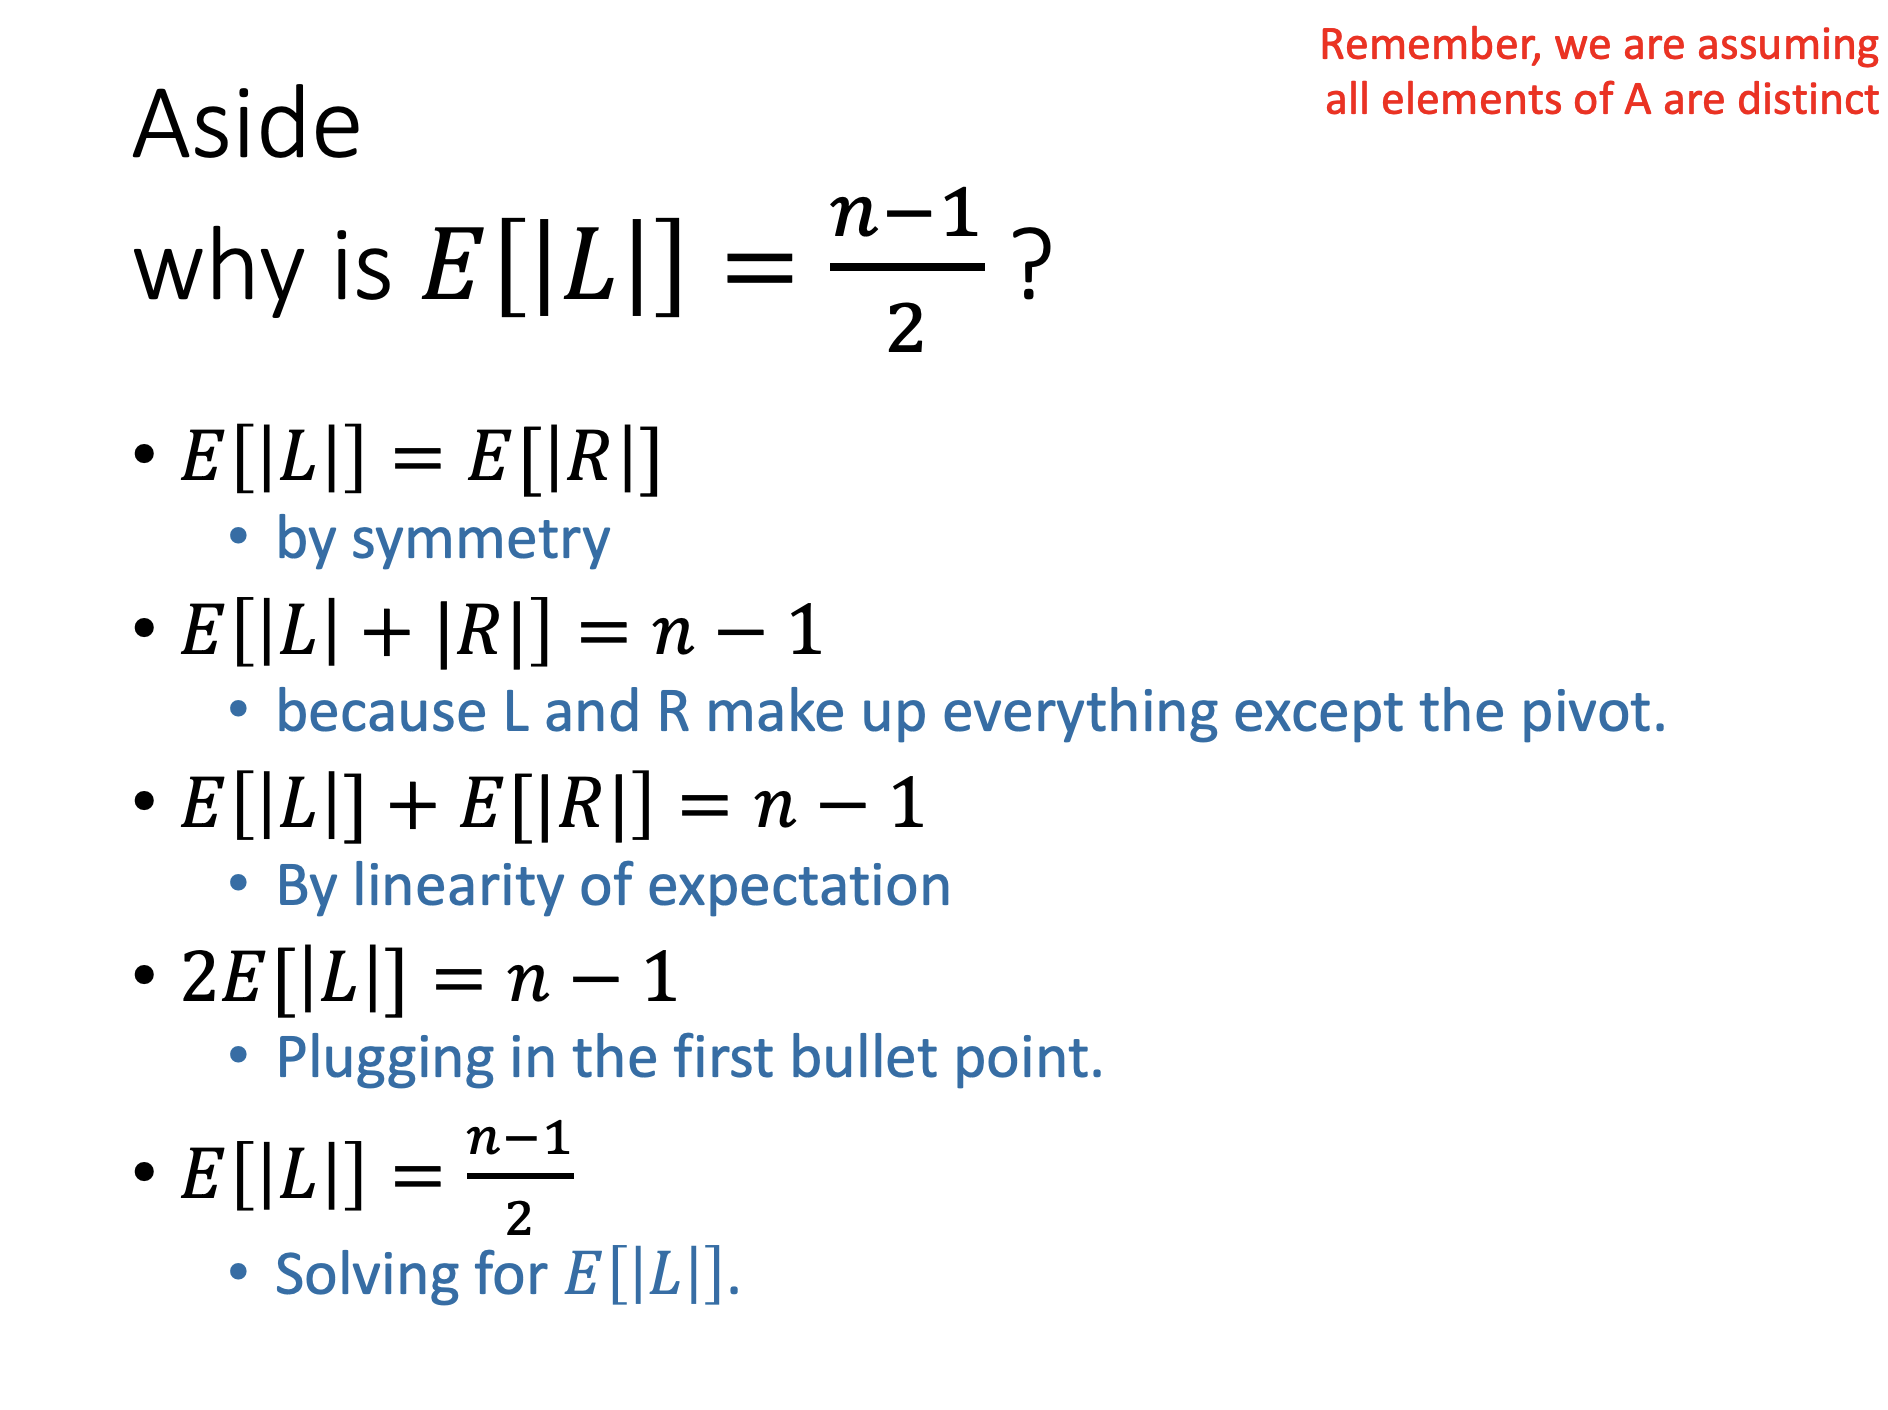 Remember, we are assuming
all elements of A are distinct
Aside
why is $E[|L|] = \frac{n-1}{2}$ ?
• $E[|L|] = E[|R|]$
• by symmetry
• $E[|L| + |R|] = n - 1$
• because L and R make up everything except the pivot.
• $E[|L|] + E[|R|] = n - 1$
• By linearity of expectation
• $2E[|L|] = n - 1$
• Plugging in the first bullet point.
• $E[|L|] = \frac{n-1}{2}$
• Solving for $E[|L|]$.